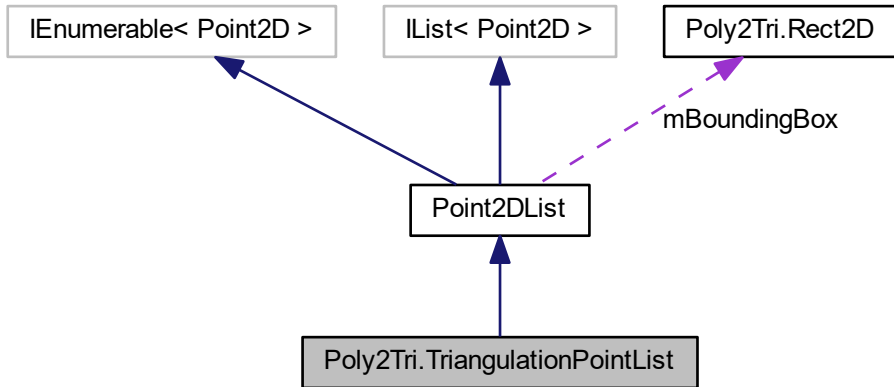 IEnumerable< Point2D >
IList< Point2D >
Poly2Tri.Rect2D
mBoundingBox
Point2DList
Poly2Tri.TriangulationPointList